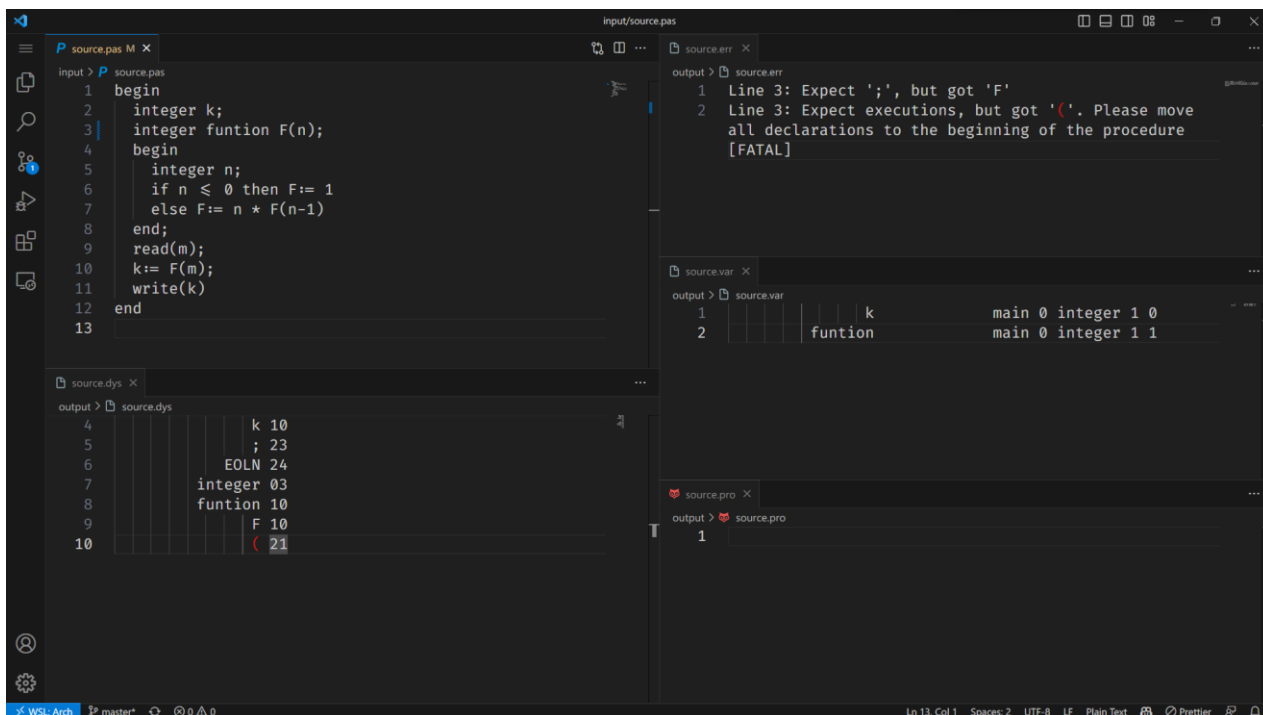 input/source.pas
source.pas M
input > source.pas
1 begin
2 integer k;
3 integer funtion F(n);
4 begin
5 integer n;
6 if n <= 0 then F:= 1
7 else F:= n * F(n-1)
8 end;
9 read(m);
10 k:= F(m);
11 write(k)
12 end
13
source.dys
output > source.dys
4 k 10
5 ; 23
6 EOLN 24
7 integer 03
8 funtion 10
9 F 10
10 ( 21
source.err
output > source.err
1 Line 3: Expect ';', but got 'F'
2 Line 3: Expect executions, but got '('. Please move
all declarations to the beginning of the procedure
[FATAL]
source.var
output > source.var
1 k main 0 integer 1 0
2 funtion main 0 integer 1 1
source.pro
output > source.pro
1
WSL: Arch master* 0 0 Ln 13, Col 1 Spaces: 2 UTF-8 LF Plain Text Prettier